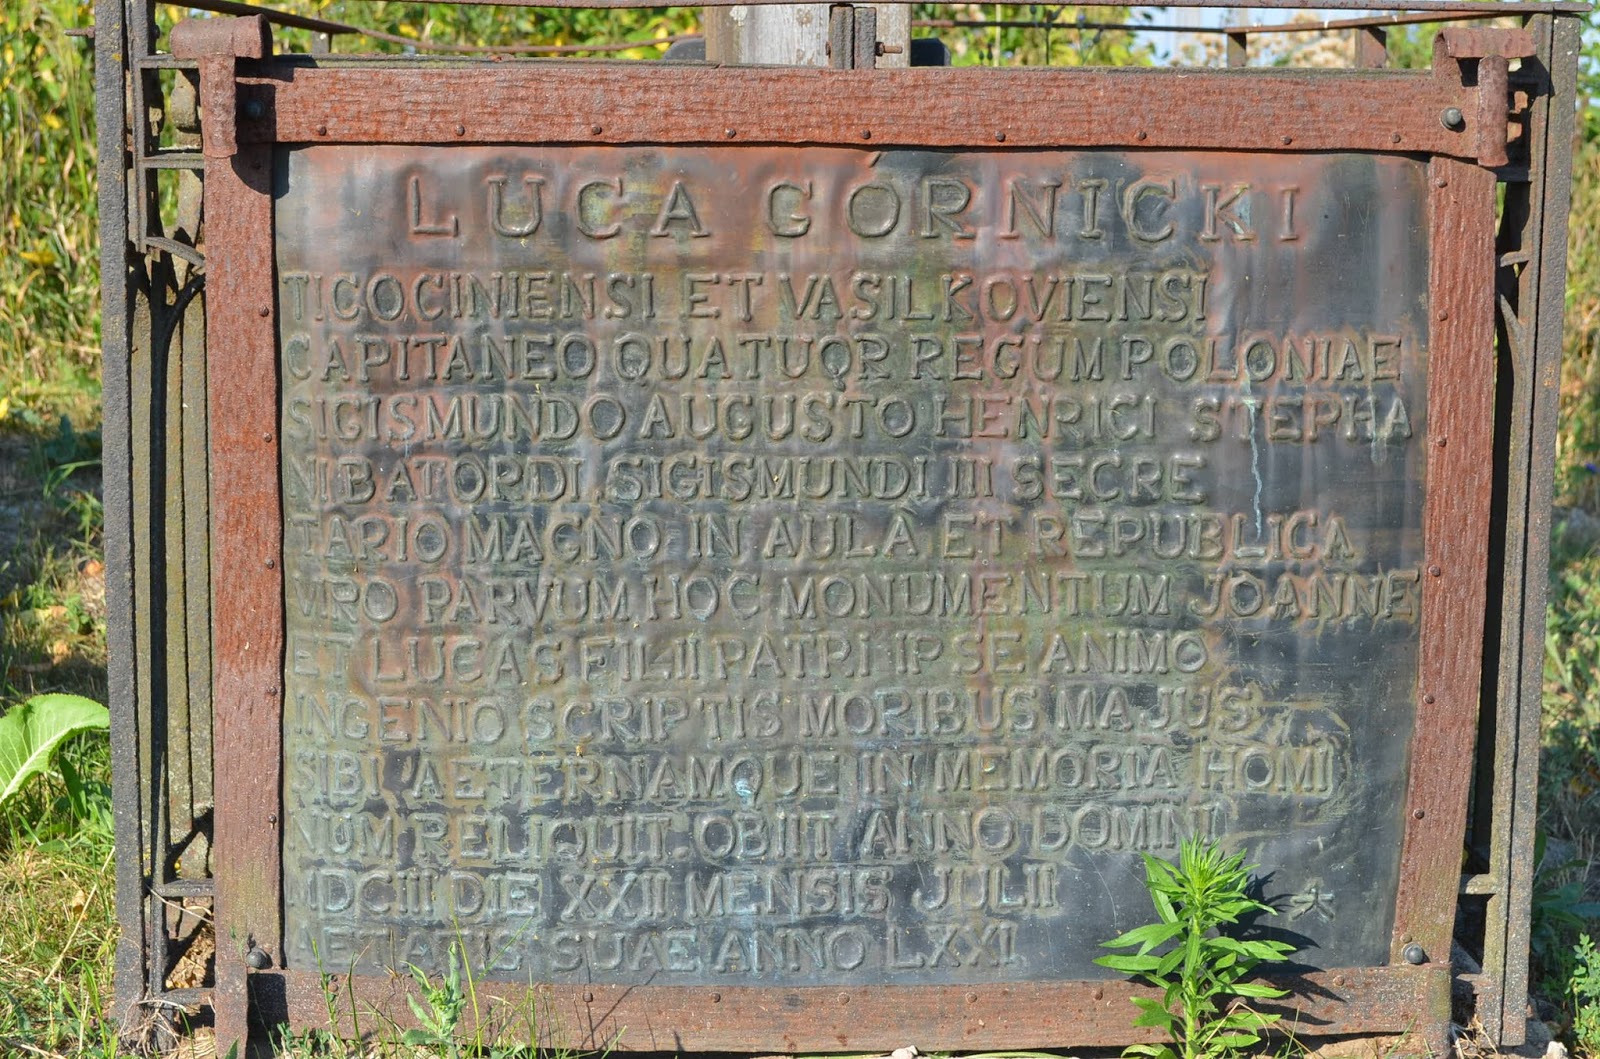 LUCA GÓRNICKI
TICOCINIENSI ET VASILKOVIENSI
CAPITANEO QUATUOR REGUM POLONIAE
SIGISMUNDO AUGUSTO HENRICI STEPHA
NI BATORDI SIGISMUNDI III SECRE
TARIO MAGNO IN AULA ET REPUBLICA
VIRO PARVUM HOC MONUMENTUM JOANNE
ET LUCAS FILII PATRI IPSE ANIMO
INGENIO SCRIPTIS MORIBUS MAJUS
SIBI AETERNAMQUE IN MEMORIA HOMI
NUM RELIQUIT. OBIIT ANNO DOMINI
MDCIII DIE XXII MENSIS JULII
AETATIS SUAE ANNO LXXI